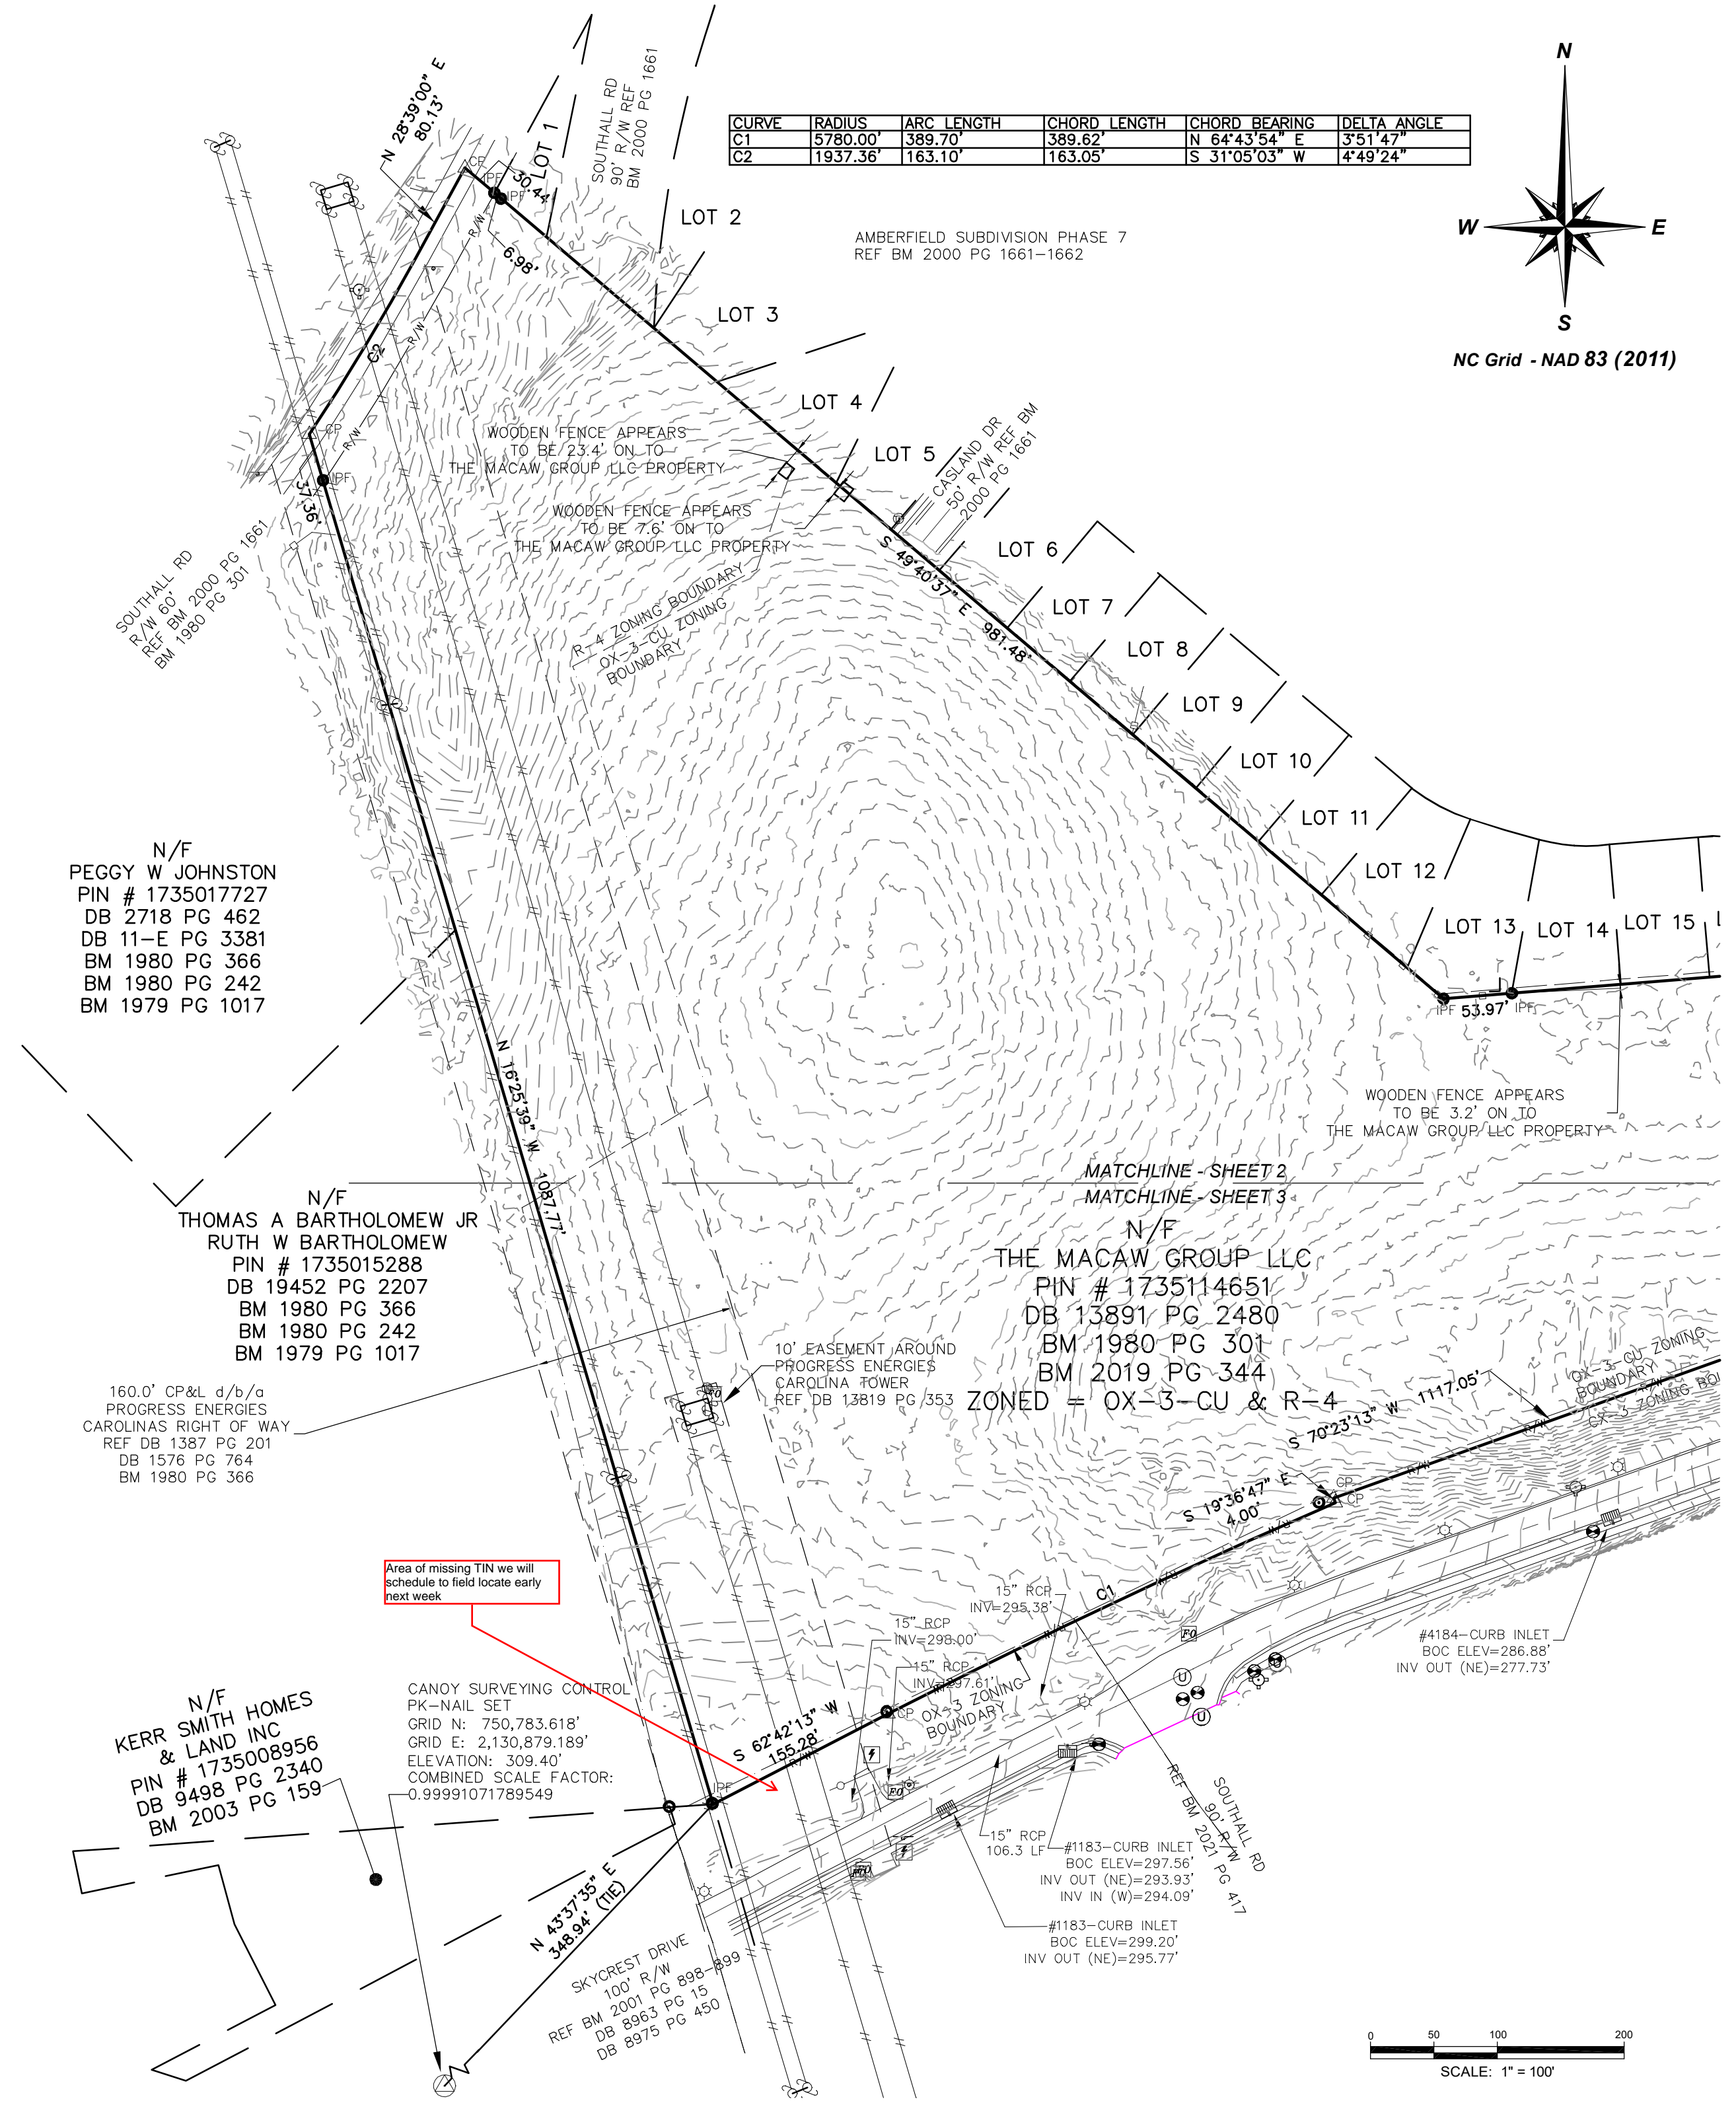 N 28°39'00" E
80.13'
LOT 1
SOUTHALL RD
90' R/W REF
BM 2000 PG 1661
CURVE RADIUS ARC LENGTH CHORD LENGTH CHORD BEARING DELTA ANGLE
C1 5780.00' 389.70' 389.62' N 64°43'54" E 3°51'47"
C2 1937.36' 163.10' 163.05' S 31°05'03" W 4°49'24"
N
W
E
S
NC Grid - NAD 83 (2011)
CP
IPF
IPF
30.44'
6.98'
R/W
R/W
R/W
C2
CP
IPF
37.36'
LOT 2
AMBERFIELD SUBDIVISION PHASE 7
REF BM 2000 PG 1661-1662
LOT 3
LOT 4
LOT 5
CASLAND DR
50' R/W REF BM
2000 PG 1661
WOODEN FENCE APPEARS
TO BE 23.4' ON TO
THE MACAW GROUP LLC PROPERTY
WOODEN FENCE APPEARS
TO BE 7.6' ON TO
THE MACAW GROUP LLC PROPERTY
SOUTHALL RD
R/W 60'
REF BM 2000 PG 1661
BM 1980 PG 301
R-4 ZONING BOUNDARY
OX-3-CU ZONING
BOUNDARY
S 49°40'37" E
981.48'
LOT 6
LOT 7
LOT 8
LOT 9
LOT 10
LOT 11
LOT 12
LOT 13
LOT 14
LOT 15
L
IPF
53.97'
IPF
N/F
PEGGY W JOHNSTON
PIN # 1735017727
DB 2718 PG 462
DB 11-E PG 3381
BM 1980 PG 366
BM 1980 PG 242
BM 1979 PG 1017
N 16°25'39" W
1087.77'
WOODEN FENCE APPEARS
TO BE 3.2' ON TO
THE MACAW GROUP LLC PROPERTY
MATCHLINE - SHEET 2
MATCHLINE - SHEET 3
N/F
THOMAS A BARTHOLOMEW JR
RUTH W BARTHOLOMEW
PIN # 1735015288
DB 19452 PG 2207
BM 1980 PG 366
BM 1980 PG 242
BM 1979 PG 1017
N/F
THE MACAW GROUP LLC
PIN # 1735114651
DB 13891 PG 2480
BM 1980 PG 301
BM 2019 PG 344
ZONED = OX-3-CU & R-4
10' EASEMENT AROUND
PROGRESS ENERGIES
CAROLINA TOWER
REF DB 13819 PG 353
160.0' CP&L d/b/a
PROGRESS ENERGIES
CAROLINAS RIGHT OF WAY
REF DB 1387 PG 201
DB 1576 PG 764
BM 1980 PG 366
OX-3-CU ZONING
BOUNDARY
R/W
CX-3 ZONING BOU
S 70°23'13" W 1117.05'
R/W
R/W
S 19°36'47" E
4.00'
CP
CP
R/W
R/W
C1
R/W
Area of missing TIN we will
schedule to field locate early
next week
15" RCP
INV=295.38'
15" RCP
INV=298.00'
15" RCP
INV=297.61'
OX-3 ZONING
BOUNDARY
CP
FO
#4184-CURB INLET
BOC ELEV=286.88'
INV OUT (NE)=277.73'
N/F
KERR SMITH HOMES
& LAND INC
PIN # 1735008956
DB 9498 PG 2340
BM 2003 PG 159
CANOY SURVEYING CONTROL
PK-NAIL SET
GRID N: 750,783.618'
GRID E: 2,130,879.189'
ELEVATION: 309.40'
COMBINED SCALE FACTOR:
0.99991071789549
S 62°42'13" W
155.28'
R/W
IPF
U
U
U
FO
FO
15" RCP
106.3 LF
#1183-CURB INLET
BOC ELEV=297.56'
INV OUT (NE)=293.93'
INV IN (W)=294.09'
#1183-CURB INLET
BOC ELEV=299.20'
INV OUT (NE)=295.77'
SOUTHALL RD
90' R/W
REF BM 2021 PG 417
N 43°37'35" E
348.94' (TIE)
SKYCREST DRIVE
100' R/W
REF BM 2001 PG 898-899
DB 8963 PG 15
DB 8975 PG 450
0 50 100 200
SCALE: 1" = 100'